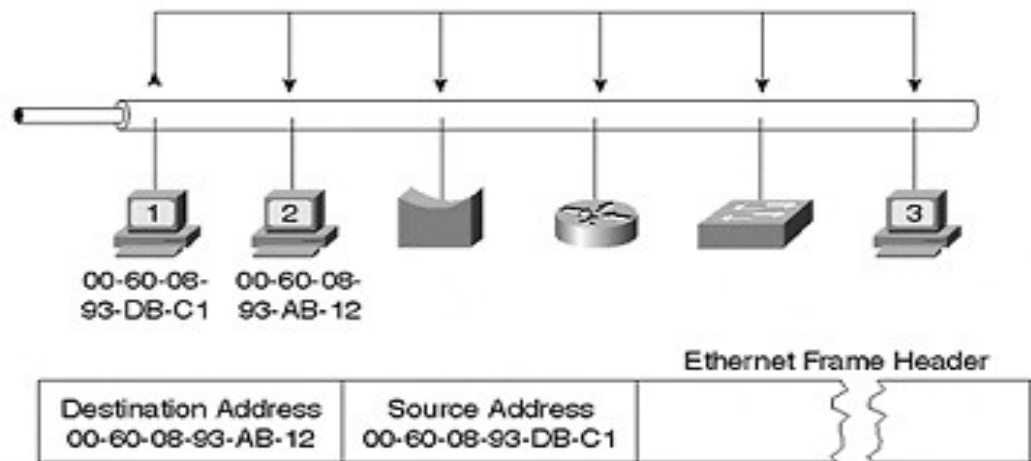 1
2
3
00-60-08-
93-DB-C1
00-60-08-
93-AB-12
Ethernet Frame Header
Destination Address
00-60-08-93-AB-12
Source Address
00-60-08-93-DB-C1